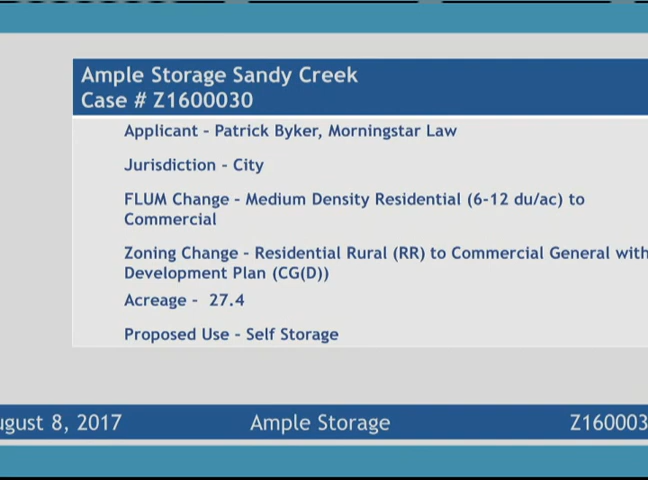 Ample Storage Sandy Creek
Case # Z1600030
Applicant - Patrick Byker, Morningstar Law
Jurisdiction - City
FLUM Change - Medium Density Residential (6-12 du/ac) to
Commercial
Zoning Change - Residential Rural (RR) to Commercial General with
Development Plan (CG(D))
Acreage - 27.4
Proposed Use - Self Storage
ugust 8, 2017 Ample Storage Z160003